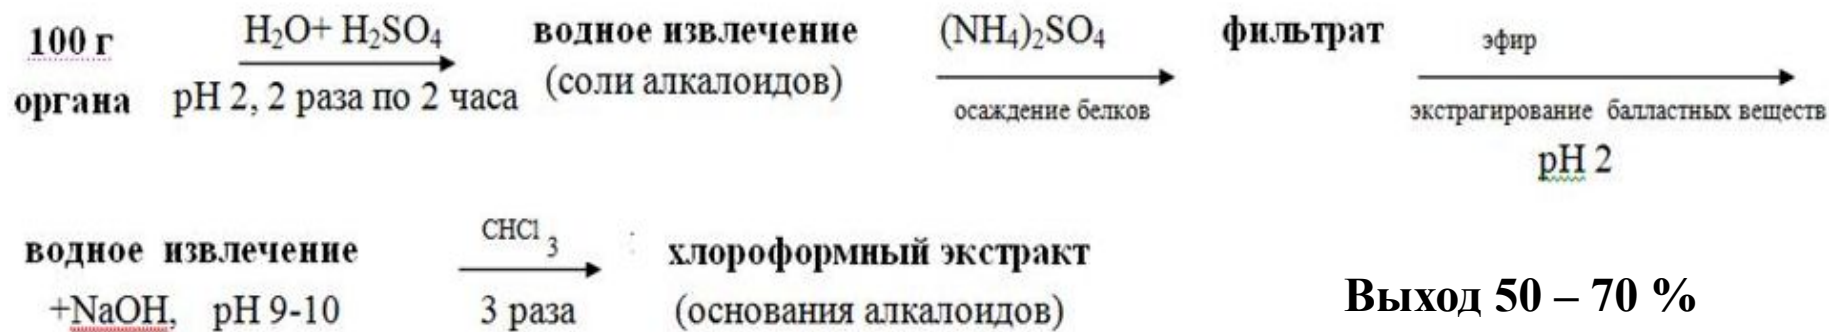 100 г
органа
H₂O+ H₂SO₄
pH 2, 2 раза по 2 часа
водное извлечение
(соли алкалоидов)
(NH₄)₂SO₄
осаждение белков
фильтрат
эфир
экстрагирование балластных веществ
pH 2
водное извлечение
+NaOH, pH 9-10
CHCl 3
3 раза
хлороформный экстракт
(основания алкалоидов)
Выход 50 – 70 %